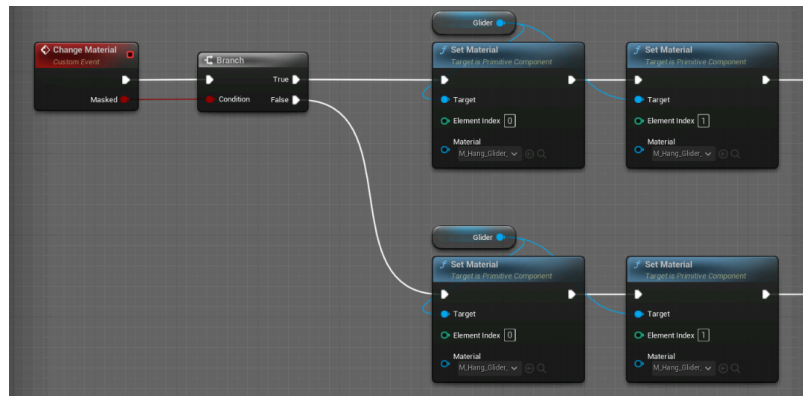 Change Material
Custom Event
Masked
Branch
Condition
True
False
Glider
Set Material
Target is Primitive Component
Target
Element Index 0
Material
M_Hang_Glider_
Set Material
Target is Primitive Component
Target
Element Index 1
Material
M_Hang_Glider_
Glider
Set Material
Target is Primitive Component
Target
Element Index 0
Material
M_Hang_Glider_
Set Material
Target is Primitive Component
Target
Element Index 1
Material
M_Hang_Glider_